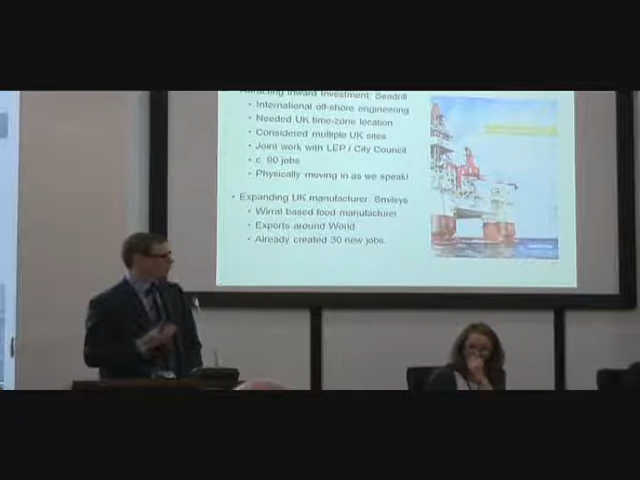 Attracting Inward Investment: Seadrill
• International off-shore engineering
• Needed UK time-zone location
• Considered multiple UK sites
• Joint work with LEP / City Council
• c. 90 jobs
• Physically moving in as we speak!
• Expanding UK manufacturer: Smileys
• Wirral based food manufacturer
• Exports around World
• Already created 30 new jobs.